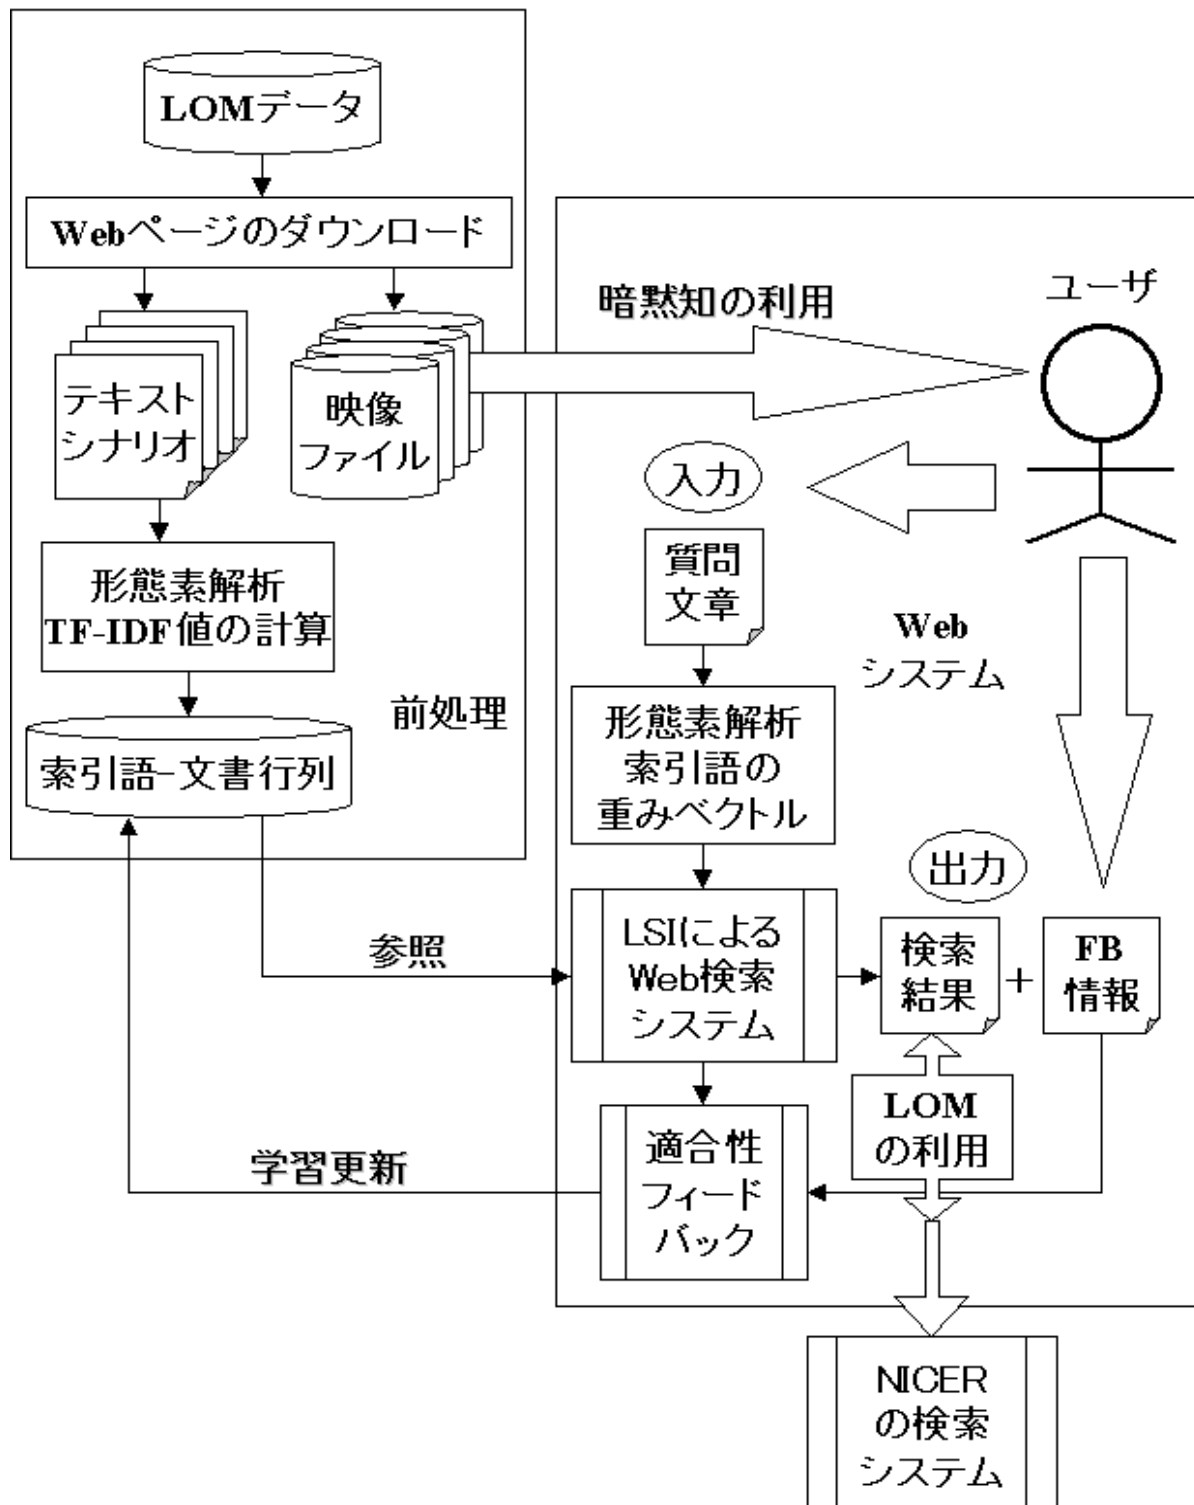 LOMデータ
Webページのダウンロード
テキスト
シナリオ
映像
ファイル
形態素解析
TF-IDF値の計算
前処理
索引語-文書行列
暗黙知の利用
ユーザ
入力
質問
文章
Web
システム
形態素解析
索引語の
重みベクトル
出力
参照
LSIによる
Web検索
システム
検索
結果
+
FB
情報
LOM
の利用
学習更新
適合性
フィード
バック
NICER
の検索
システム